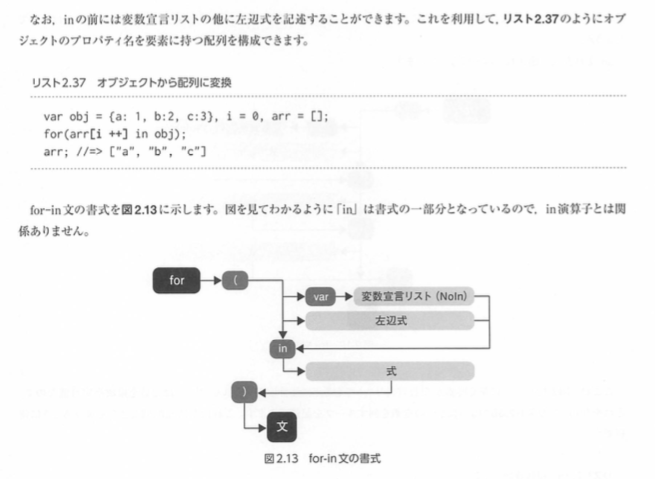 なお，inの前には変数宣言リストの他に左辺式を記述することができます。これを利用して，リスト2.37のようにオブ
ジェクトのプロパティ名を要素に持つ配列を構成できます。
リスト2.37 オブジェクトから配列に変換
var obj = {a: 1, b:2, c:3}, i = 0, arr = [];
for(arr[i ++] in obj);
arr; //=> ["a", "b", "c"]
for-in文の書式を図2.13に示します。図を見てわかるように「in」は書式の一部分となっているので，in演算子とは関
係ありません。
for
(
var
変数宣言リスト（NoIn）
左辺式
in
式
)
文
図2.13 for-in文の書式